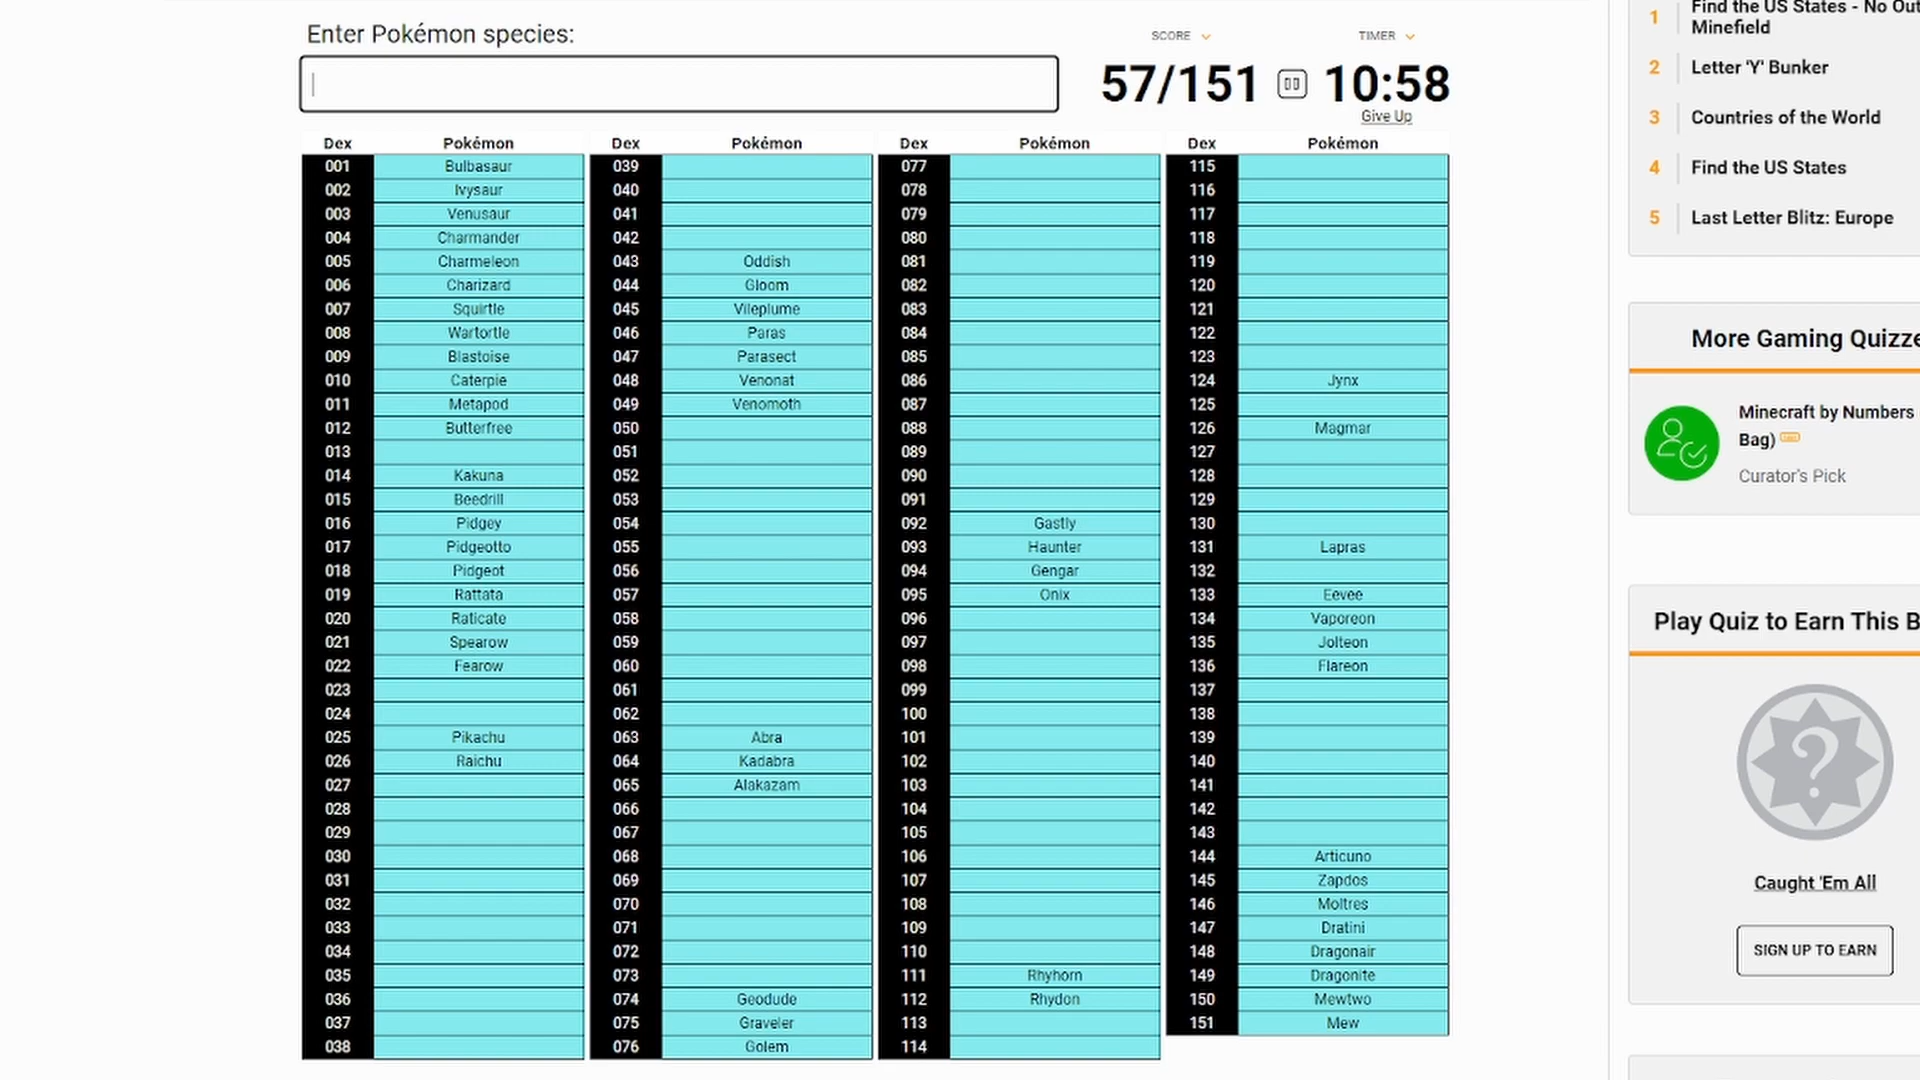 Enter Pokémon species:
SCORE
TIMER
57/151
10:58
Give Up
Dex Pokémon
001 Bulbasaur
002 Ivysaur
003 Venusaur
004 Charmander
005 Charmeleon
006 Charizard
007 Squirtle
008 Wartortle
009 Blastoise
010 Caterpie
011 Metapod
012 Butterfree
013
014 Kakuna
015 Beedrill
016 Pidgey
017 Pidgeotto
018 Pidgeot
019 Rattata
020 Raticate
021 Spearow
022 Fearow
023
024
025 Pikachu
026 Raichu
027
028
029
030
031
032
033
034
035
036
037
038
Dex Pokémon
039
040
041
042
043 Oddish
044 Gloom
045 Vileplume
046 Paras
047 Parasect
048 Venonat
049 Venomoth
050
051
052
053
054
055
056
057
058
059
060
061
062
063 Abra
064 Kadabra
065 Alakazam
066
067
068
069
070
071
072
073
074 Geodude
075 Graveler
076 Golem
Dex Pokémon
077
078
079
080
081
082
083
084
085
086
087
088
089
090
091
092 Gastly
093 Haunter
094 Gengar
095 Onix
096
097
098
099
100
101
102
103
104
105
106
107
108
109
110
111 Rhyhorn
112 Rhydon
113
114
Dex Pokémon
115
116
117
118
119
120
121
122
123
124 Jynx
125
126 Magmar
127
128
129
130
131 Lapras
132
133 Eevee
134 Vaporeon
135 Jolteon
136 Flareon
137
138
139
140
141
142
143
144 Articuno
145 Zapdos
146 Moltres
147 Dratini
148 Dragonair
149 Dragonite
150 Mewtwo
151 Mew
1 Find the US States - No Out
Minefield
2 Letter 'Y' Bunker
3 Countries of the World
4 Find the US States
5 Last Letter Blitz: Europe
More Gaming Quizze
Minecraft by Numbers
Bag)
Curator's Pick
Play Quiz to Earn This B
?
Caught 'Em All
SIGN UP TO EARN